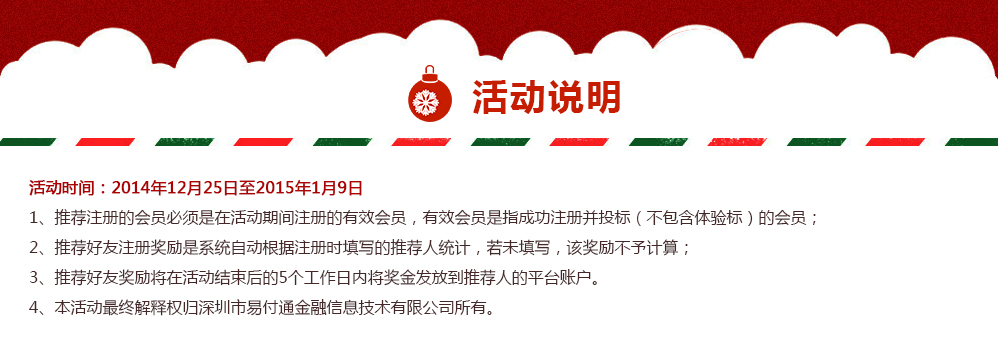 活动说明
活动时间：2014年12月25日至2015年1月9日
1、推荐注册的会员必须是在活动期间注册的有效会员，有效会员是指成功注册并投标（不包含体验标）的会员；
2、推荐好友注册奖励是系统自动根据注册时填写的推荐人统计，若未填写，该奖励不予计算；
3、推荐好友奖励将在活动结束后的5个工作日内将奖金发放到推荐人的平台账户。
4、本活动最终解释权归深圳市易付通金融信息技术有限公司所有。